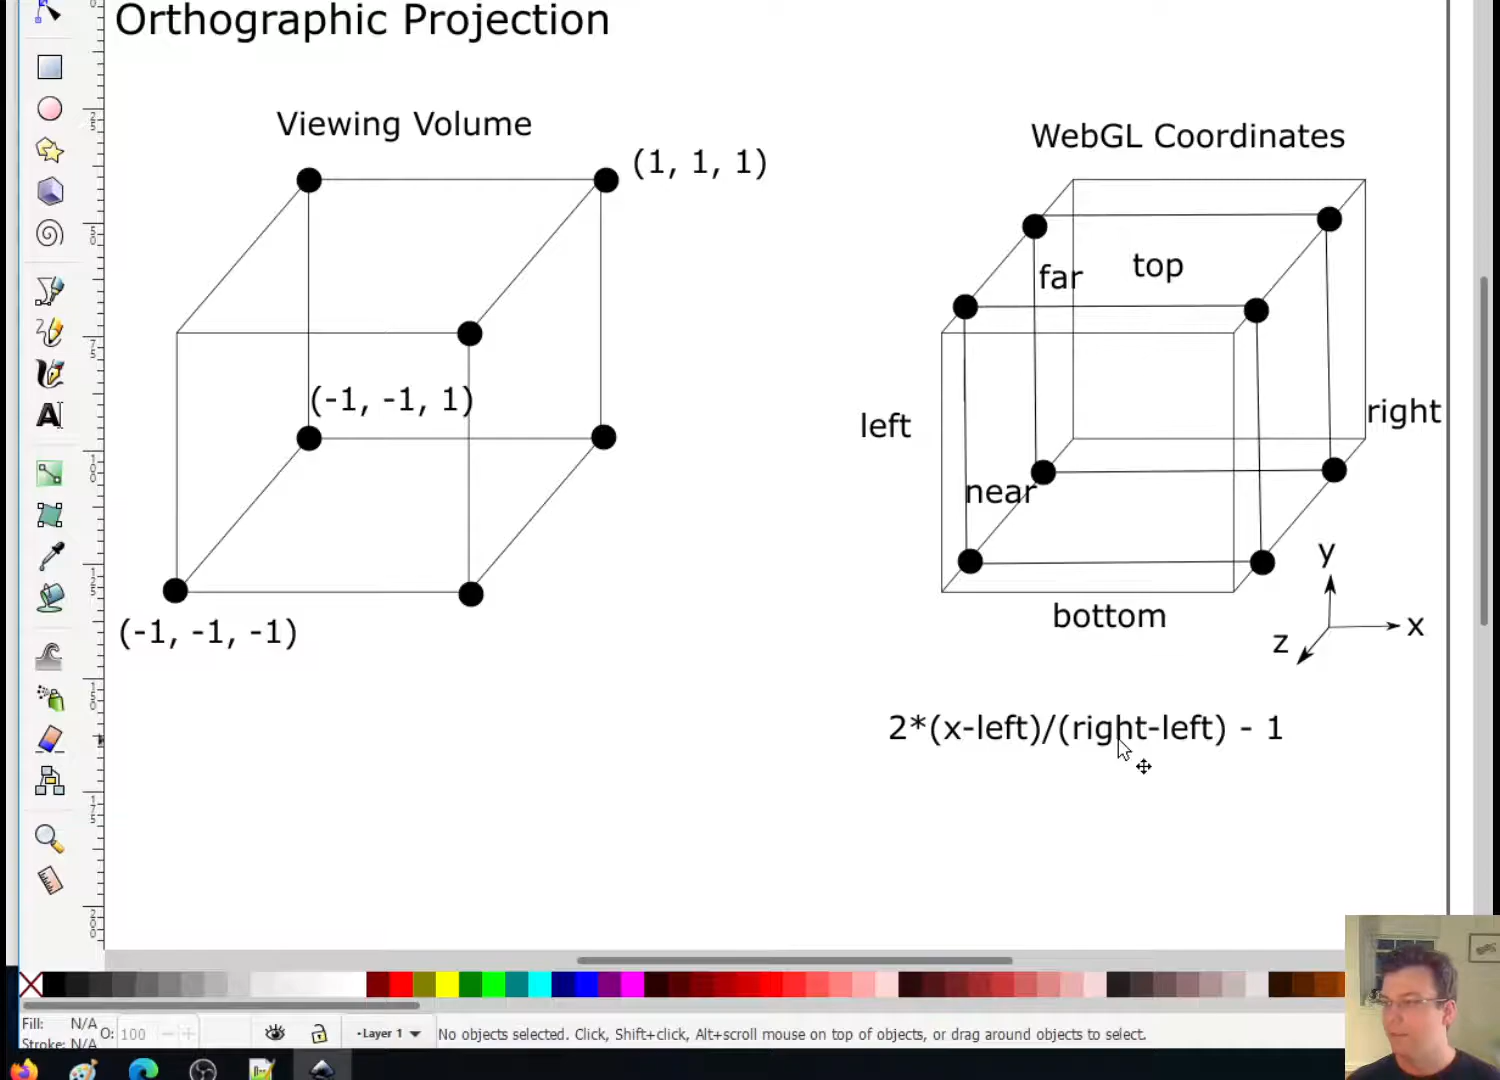 Orthographic Projection
Viewing Volume
WebGL Coordinates
(1, 1, 1)
far
top
(-1, -1, 1)
left
right
near
y
bottom
x
z
(-1, -1, -1)
2*(x-left)/(right-left) - 1
Fill: N/A
Stroke: N/A
O: 100
-Layer 1
No objects selected. Click, Shift+click, Alt+scroll mouse on top of objects, or drag around objects to select.